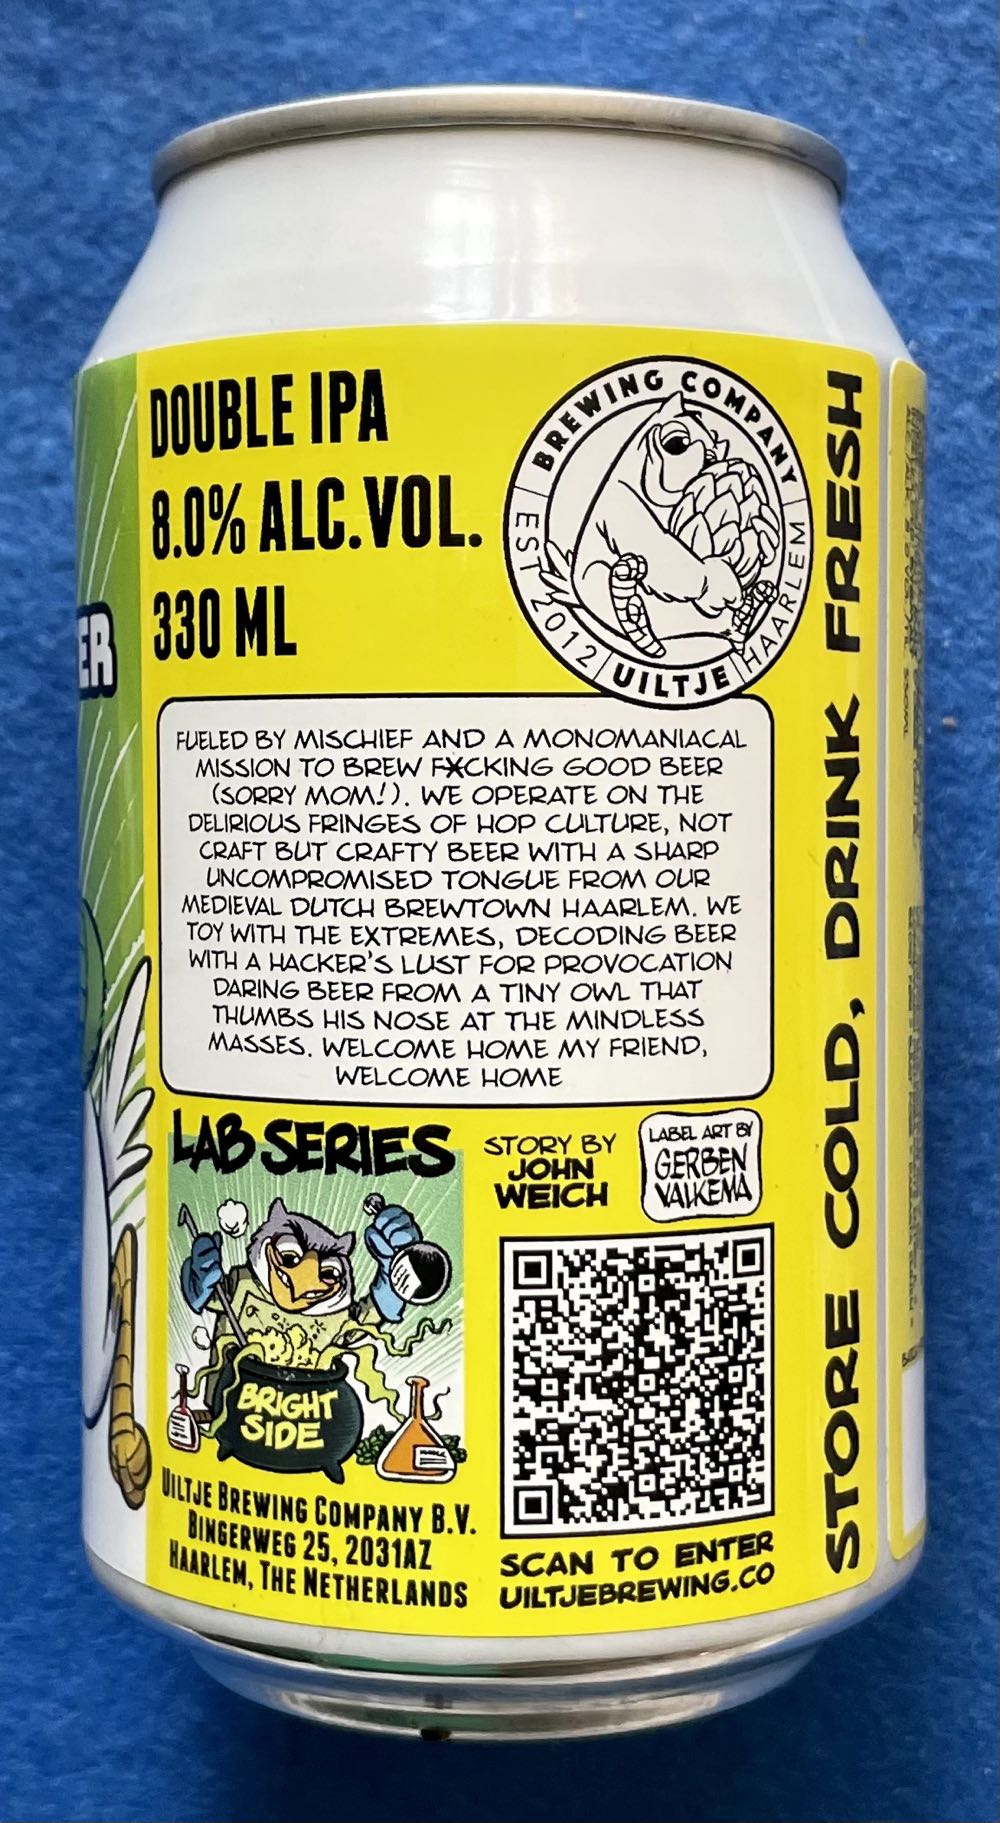 DOUBLE IPA
8.0% ALC.VOL.
330 ML
BREWING COMPANY
EST 2012
UILTJE
HAARLEM
ER
FUELED BY MISCHIEF AND A MONOMANIACAL
MISSION TO BREW FXCKING GOOD BEER
(SORRY MOM!). WE OPERATE ON THE
DELIRIOUS FRINGES OF HOP CULTURE, NOT
CRAFT BUT CRAFTY BEER WITH A SHARP
UNCOMPROMISED TONGUE FROM OUR
MEDIEVAL DUTCH BREWTOWN HAARLEM. WE
TOY WITH THE EXTREMES, DECODING BEER
WITH A HACKER'S LUST FOR PROVOCATION
DARING BEER FROM A TINY OWL THAT
THUMBS HIS NOSE AT THE MINDLESS
MASSES. WELCOME HOME MY FRIEND,
WELCOME HOME
LAB SERIES
BRIGHT
SIDE
STORY BY
JOHN
WEICH
LABEL ART BY
GERBEN
VALKEMA
UILTJE BREWING COMPANY B.V.
BINGERWEG 25, 2031AZ
HAARLEM, THE NETHERLANDS
SCAN TO ENTER
UILTJEBREWING.CO
STORE COLD, DRINK FRESH